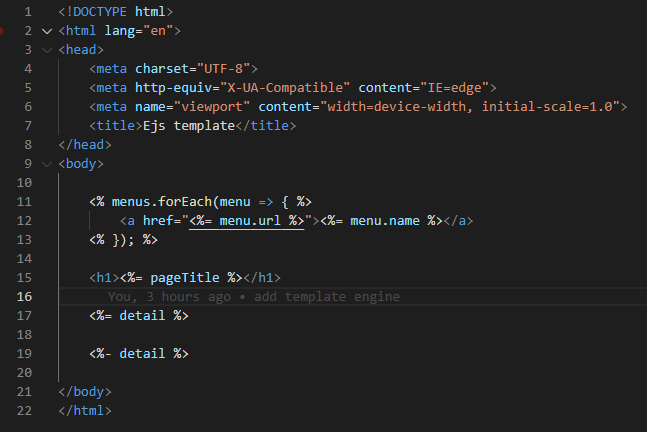 1 <!DOCTYPE html>
2 <html lang="en">
3 <head>
4 <meta charset="UTF-8">
5 <meta http-equiv="X-UA-Compatible" content="IE=edge">
6 <meta name="viewport" content="width=device-width, initial-scale=1.0">
7 <title>Ejs template</title>
8 </head>
9 <body>
10
11 <% menus.forEach(menu => { %>
12 <a href="<%= menu.url %>"><%= menu.name %></a>
13 <% }); %>
14
15 <h1><%= pageTitle %></h1>
16 You, 3 hours ago • add template engine
17 <%= detail %>
18
19 <%- detail %>
20
21 </body>
22 </html>